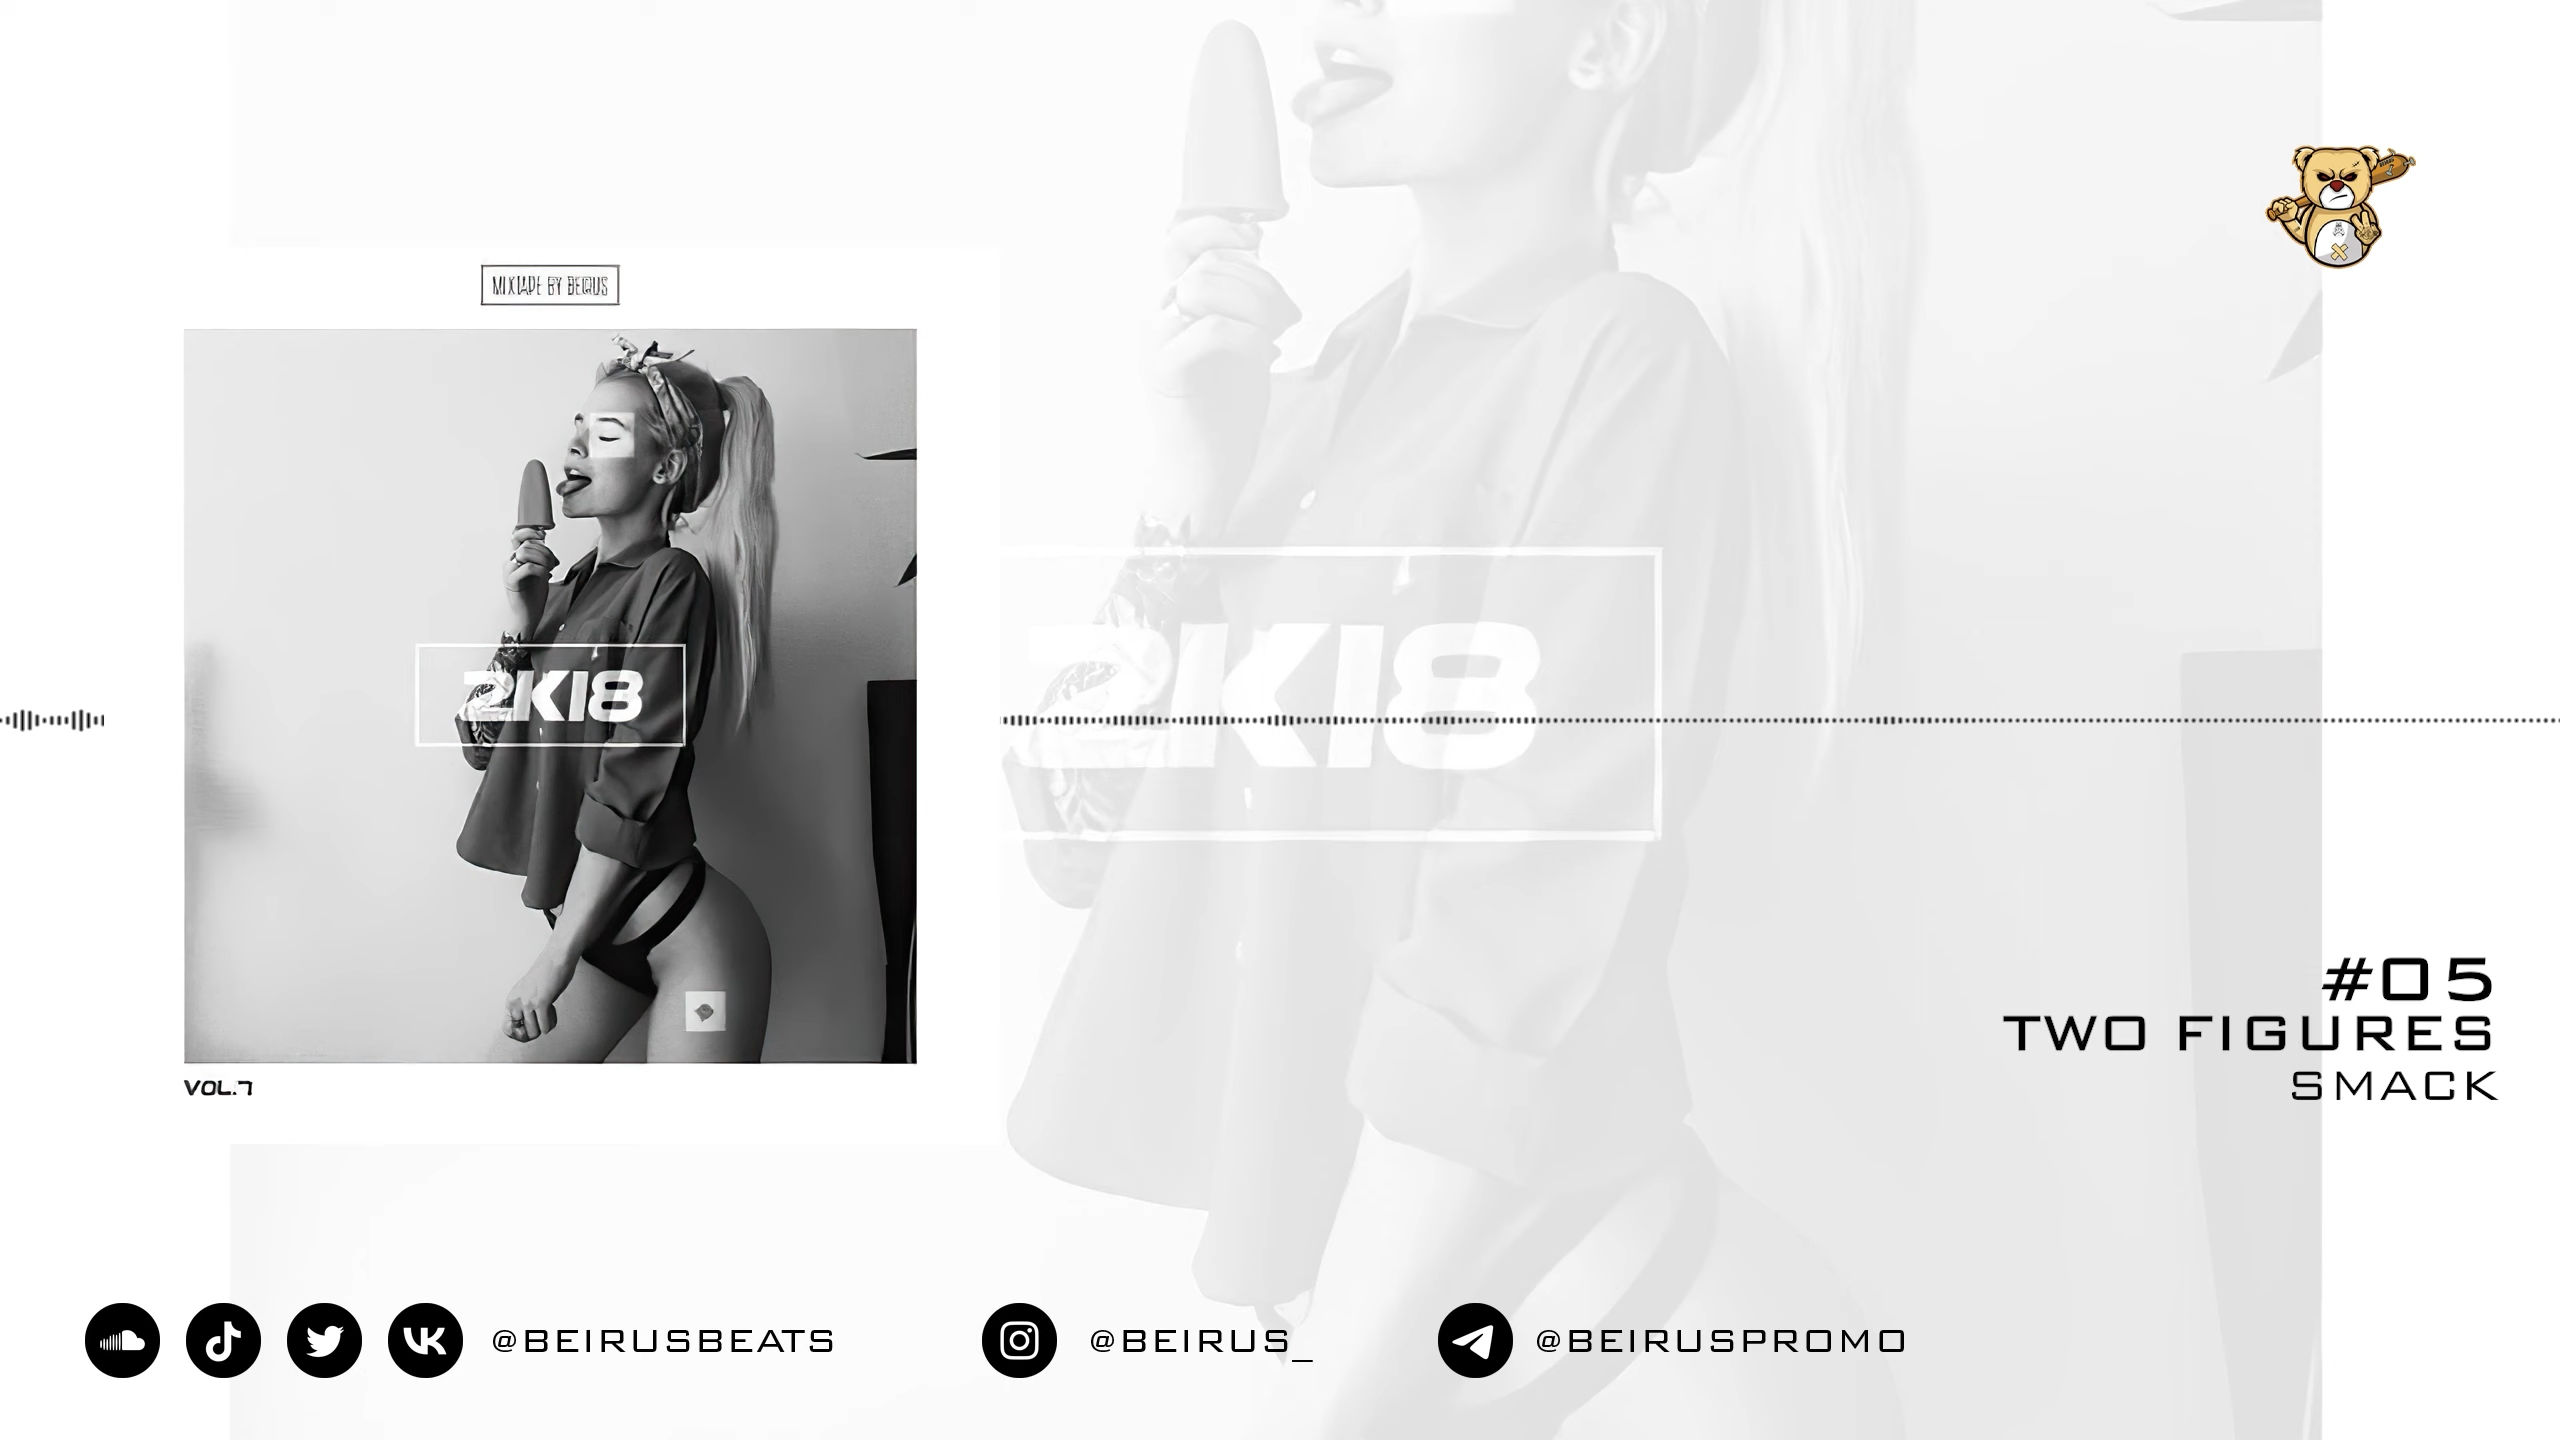 MIXTAPE BY BEIRUS
2K18
2K18
VOL.7
#05
TWO FIGURES
SMACK
@BEIRUSBEATS
@BEIRUS_
@BEIRUSPROMO